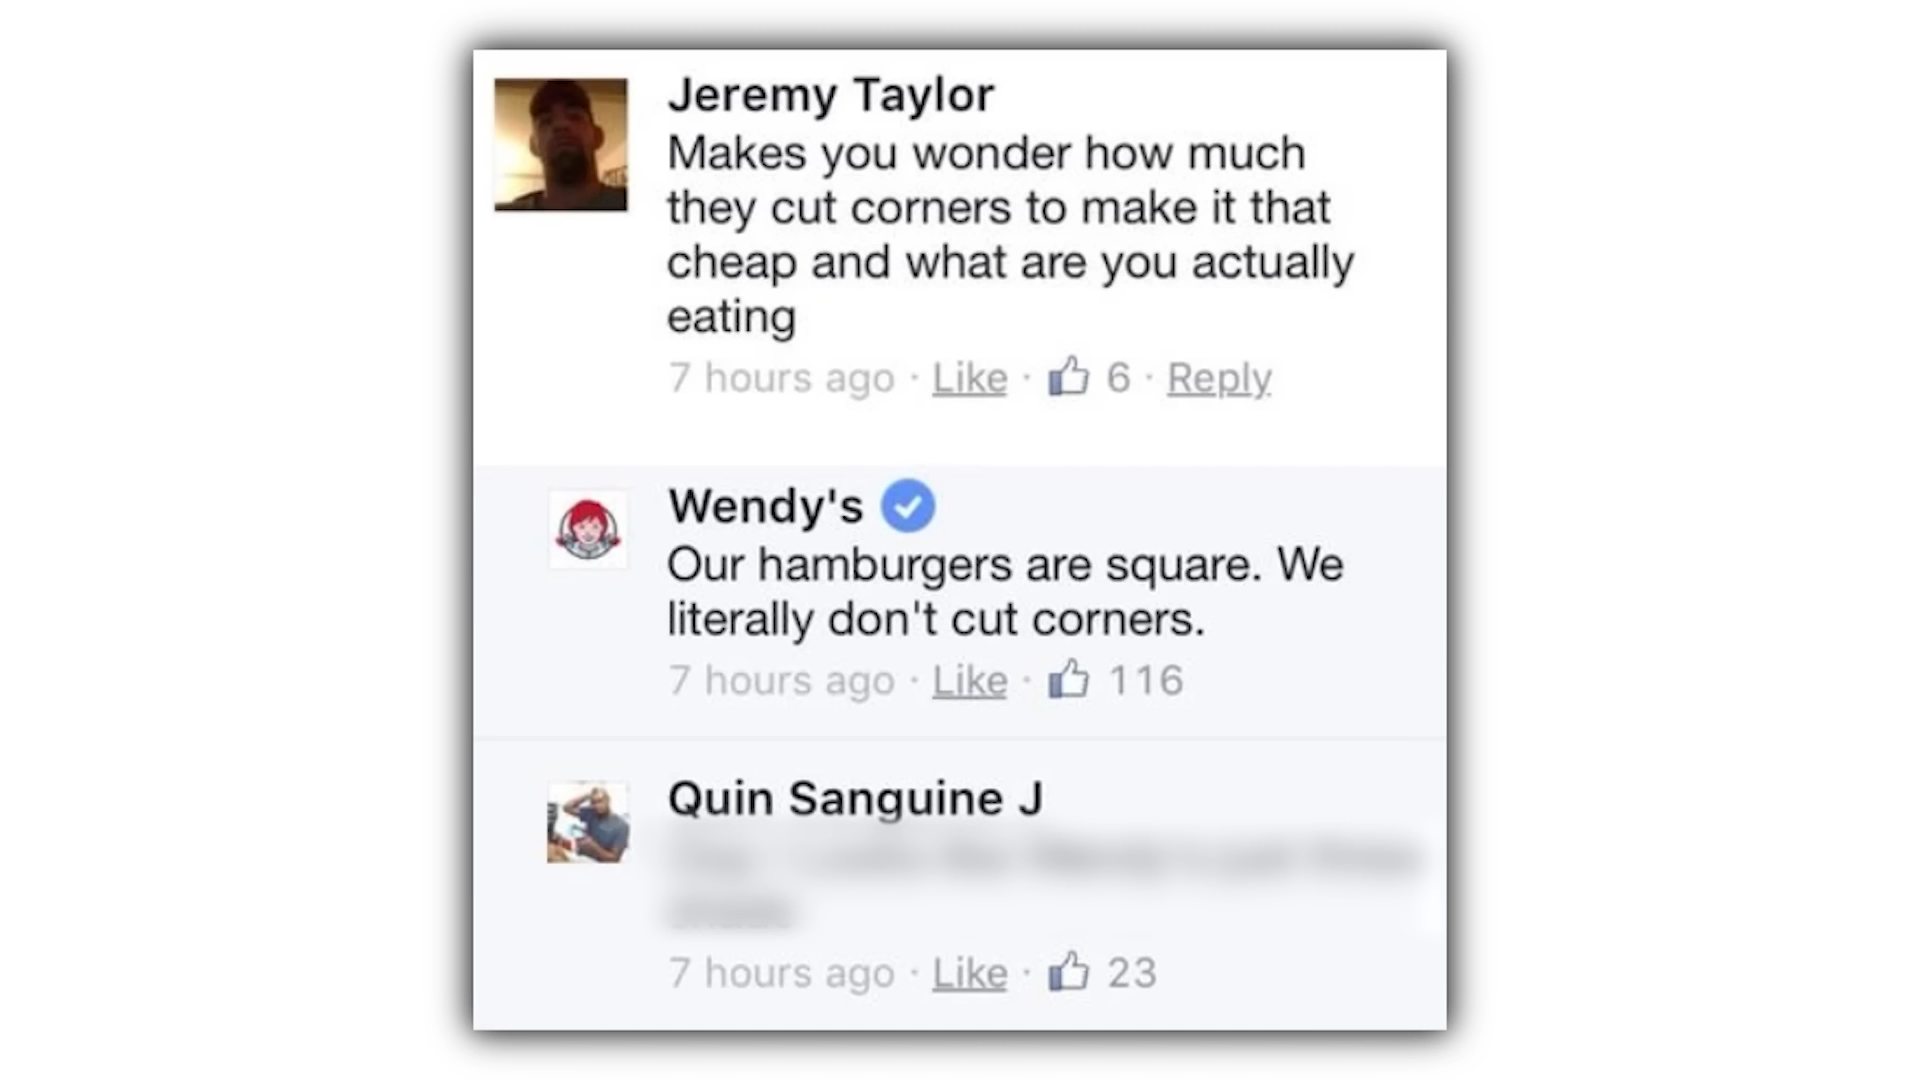 Jeremy Taylor
Makes you wonder how much
they cut corners to make it that
cheap and what are you actually
eating
7 hours ago · Like · 6 · Reply
Wendy's
Our hamburgers are square. We
literally don't cut corners.
7 hours ago · Like · 116
Quin Sanguine J
7 hours ago · Like · 23